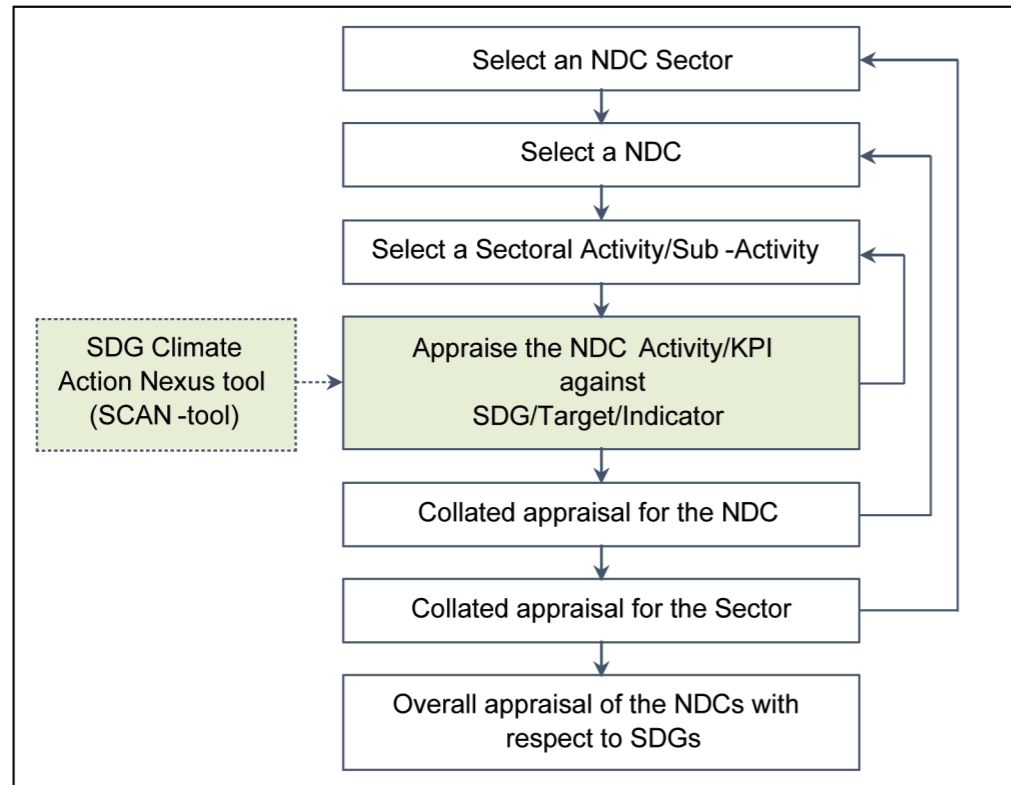 Select an NDC Sector
Select a NDC
Select a Sectoral Activity/Sub -Activity
SDG Climate
Action Nexus tool
(SCAN -tool)
Appraise the NDC Activity/KPI
against
SDG/Target/Indicator
Collated appraisal for the NDC
Collated appraisal for the Sector
Overall appraisal of the NDCs with
respect to SDGs